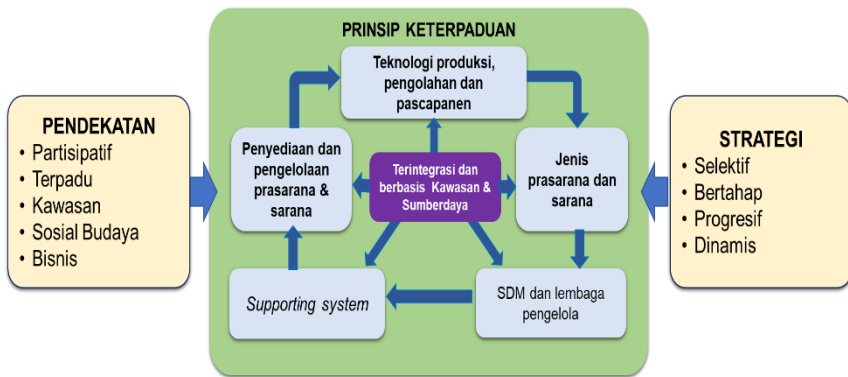 PRINSIP KETERPADUAN
Teknologi produksi,
pengolahan dan
pascapanen
PENDEKATAN
• Partisipatif
• Terpadu
• Kawasan
• Sosial Budaya
• Bisnis
Penyediaan dan
pengelolaan
prasarana &
sarana
Terintegrasi dan
berbasis Kawasan &
Sumberdaya
Jenis
prasarana dan
sarana
STRATEGI
• Selektif
• Bertahap
• Progresif
• Dinamis
Supporting system
SDM dan lembaga
pengelola